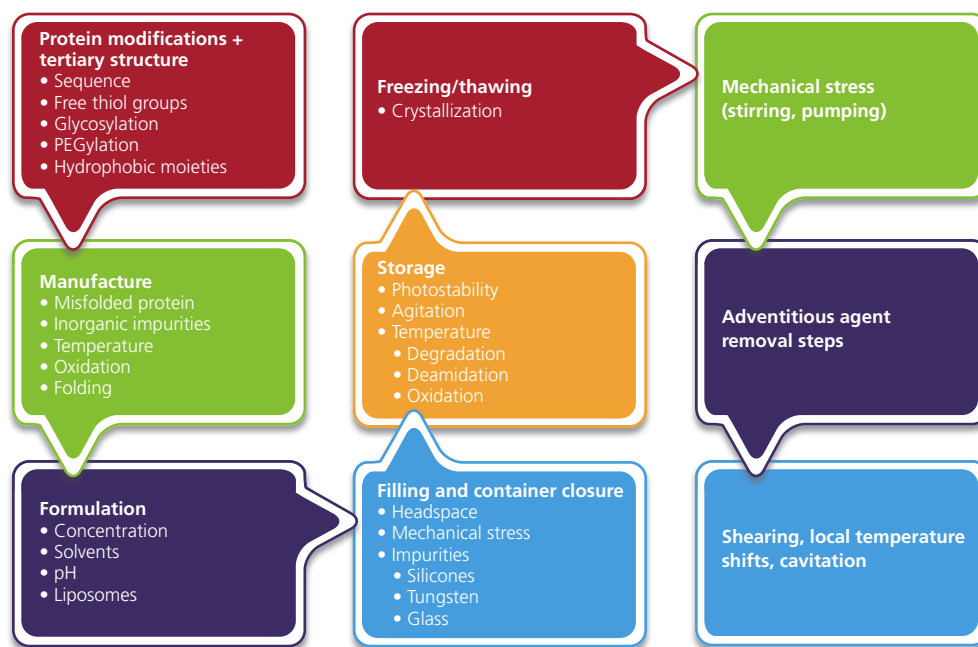 Protein modifications +
tertiary structure
• Sequence
• Free thiol groups
• Glycosylation
• PEGylation
• Hydrophobic moieties
Manufacture
• Misfolded protein
• Inorganic impurities
• Temperature
• Oxidation
• Folding
Formulation
• Concentration
• Solvents
• pH
• Liposomes
Filling and container closure
• Headspace
• Mechanical stress
• Impurities
• Silicones
• Tungsten
• Glass
Storage
• Photostability
• Agitation
• Temperature
• Degradation
• Deamidation
• Oxidation
Freezing/thawing
• Crystallization
Mechanical stress
(stirring, pumping)
Adventitious agent
removal steps
Shearing, local temperature
shifts, cavitation